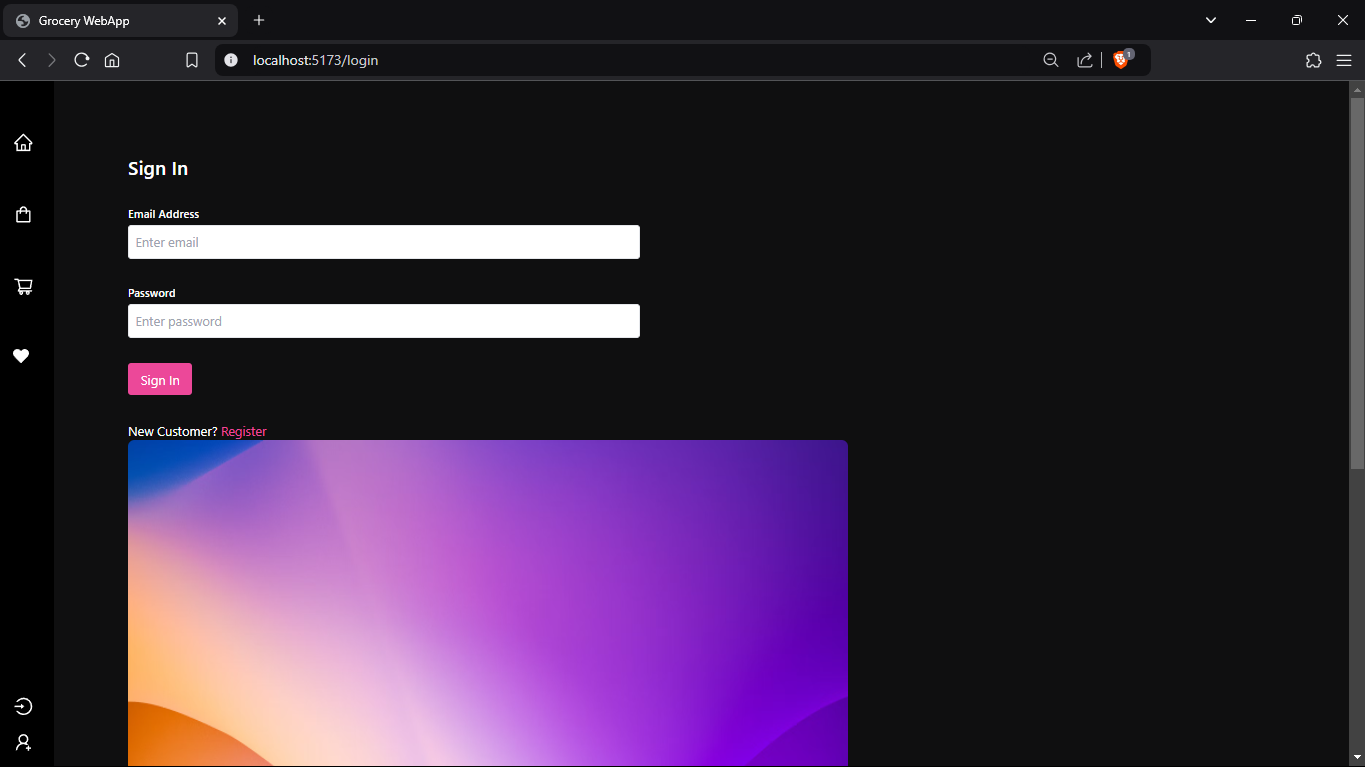 Grocery WebApp
localhost:5173/login
1
Sign In
Email Address
Enter email
Password
Enter password
Sign In
New Customer? Register